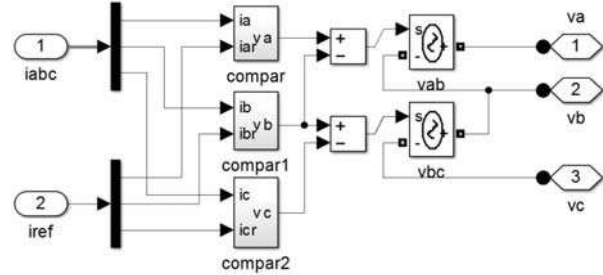 va
1
iabc
ia
iar
va
compar
+
−
s
-
+
vab
1
ib
ibr
vb
compar1
+
−
s
-
+
vbc
2
vb
2
iref
ic
icr
vc
compar2
3
vc